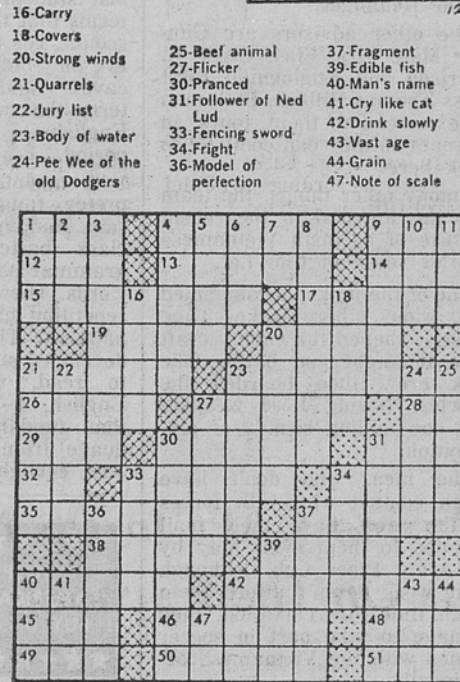 12
16-Carry
18-Covers
20-Strong winds
21-Quarrels
22-Jury list
23-Body of water
24-Pee Wee of the
old Dodgers
25-Beef animal
27-Flicker
30-Pranced
31-Follower of Ned
Lud
33-Fencing sword
34-Fright
36-Model of
perfection
37-Fragment
39-Edible fish
40-Man's name
41-Cry like cat
42-Drink slowly
43-Vast age
44-Grain
47-Note of scale
1 2 3 4 5 6 7 8 9 10 11
12 13 14
15 16 17 18
19 20
21 22 23 24 25
26 27 28
29 30 31
32 33 34
35 36 37
38 39
40 41 42 43 44
45 46 47 48
49 50 51